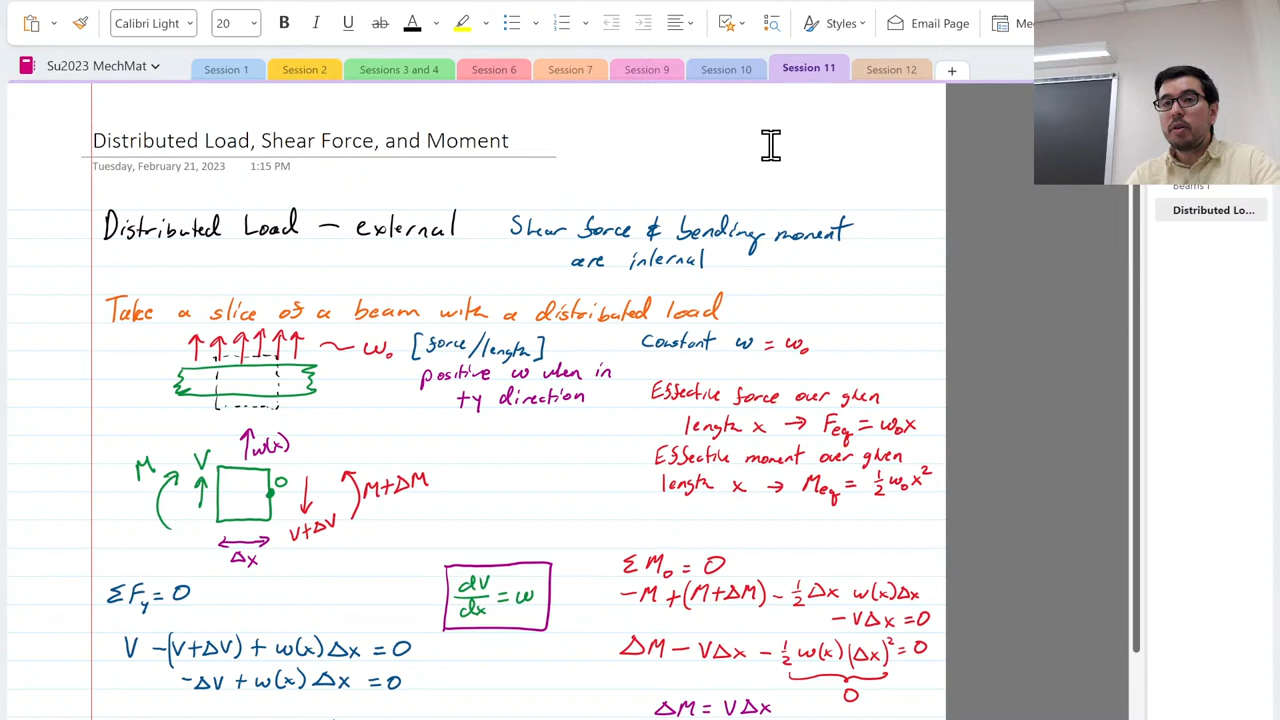 Calibri Light
20
B I U ab A
Styles
Email Page
Me
Su2023 MechMat
Session 1
Session 2
Sessions 3 and 4
Session 6
Session 7
Session 9
Session 10
Session 11
Session 12
+
Beams I
Distributed Lo...
Distributed Load, Shear Force, and Moment
Tuesday, February 21, 2023 1:15 PM
Distributed Load – external
Shear force & bending moment
are internal
Take a slice of a beam with a distributed load
~ w₀ [force/length]
positive w when in
+y direction
Constant w = w₀
Effective force over given
length x → F_eq = w₀x
Effective moment over given
length x → M_eq = ½ w₀x²
w(x)
M V O M+ΔM
V+ΔV
Δx
ΣF_y = 0
V – (V+ΔV) + w(x) Δx = 0
-ΔV + w(x) Δx = 0
dV/dx = w
ΣM₀ = 0
-M + (M+ΔM) – ½ Δx w(x)Δx
– VΔx = 0
ΔM – VΔx – ½ w(x)(Δx)² = 0
0
ΔM = VΔx